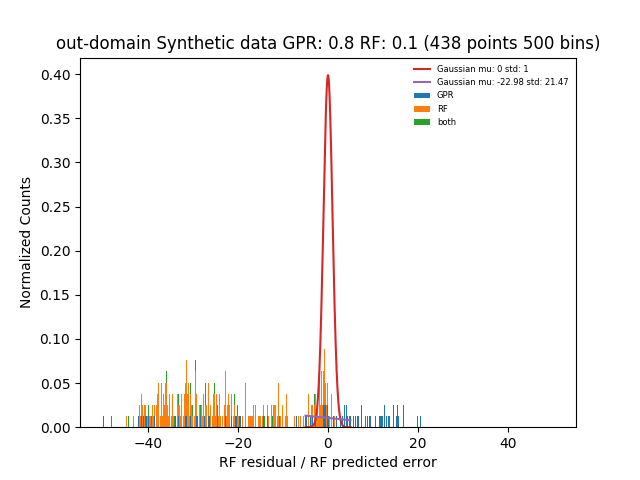 out-domain Synthetic data GPR: 0.8 RF: 0.1 (438 points 500 bins)
Gaussian mu: 0 std: 1
Gaussian mu: -22.98 std: 21.47
GPR
RF
both
Normalized Counts
0.40
0.35
0.30
0.25
0.20
0.15
0.10
0.05
0.00
−40 −20 0 20 40
RF residual / RF predicted error